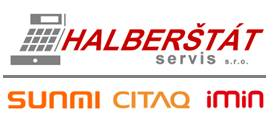 HALBERŠTÁT
servis s.r.o.
SUNMI CITAQ iMiN